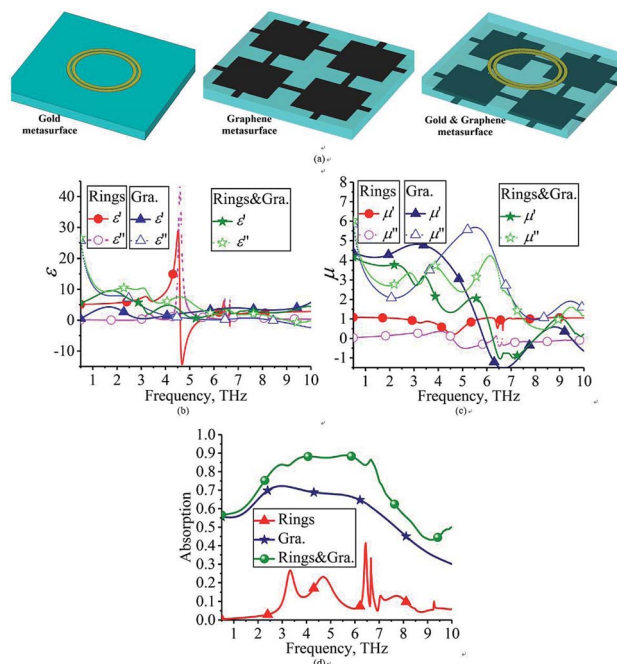 Gold
metasurface
Graphene
metasurface
Gold & Graphene
metasurface
(a)
Rings Gra. Rings&Gra.
ε' ε' ε'
ε'' ε'' ε''
ε
40
30
20
10
0
-10
1 2 3 4 5 6 7 8 9 10
Frequency, THz
(b)
Rings Gra. Rings&Gra.
μ' μ' μ'
μ'' μ'' μ''
μ
8
7
6
5
4
3
2
1
0
-1
1 2 3 4 5 6 7 8 9 10
Frequency, THz
(c)
Absorption
1.0
0.9
0.8
0.7
0.6
0.5
0.4
0.3
0.2
0.1
0.0
Rings
Gra.
Rings&Gra.
1 2 3 4 5 6 7 8 9 10
Frequency, THz
(d)